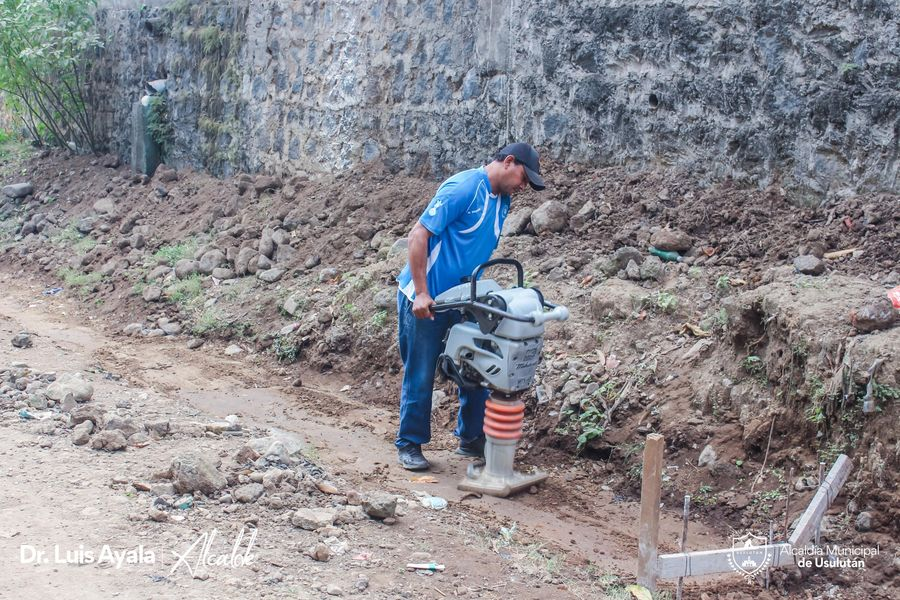 Dr. Luis Ayala
Alcalde
Alcaldía Municipal
de Usulután